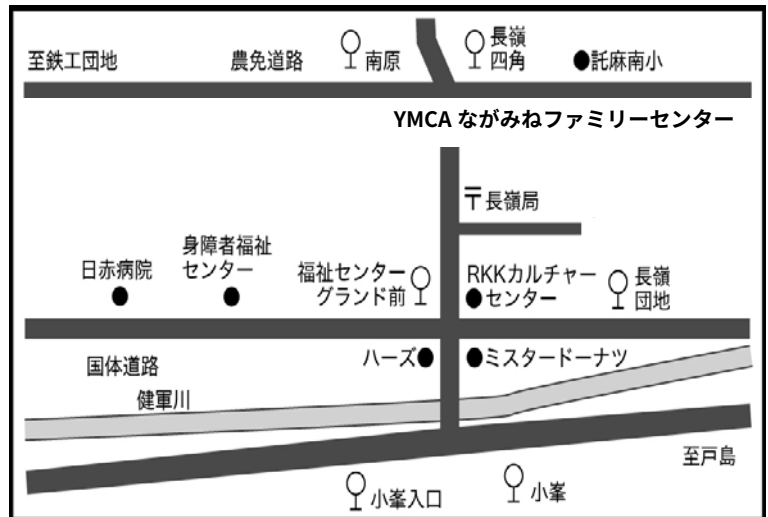 至鉄工団地
農免道路
南原
長嶺
四角
託麻南小
YMCA ながみねファミリーセンター
〒長嶺局
日赤病院
身障者福祉
センター
福祉センター
グランド前
RKKカルチャー
センター
長嶺
団地
国体道路
ハーズ
ミスタードーナツ
健軍川
至戸島
小峯入口
小峯